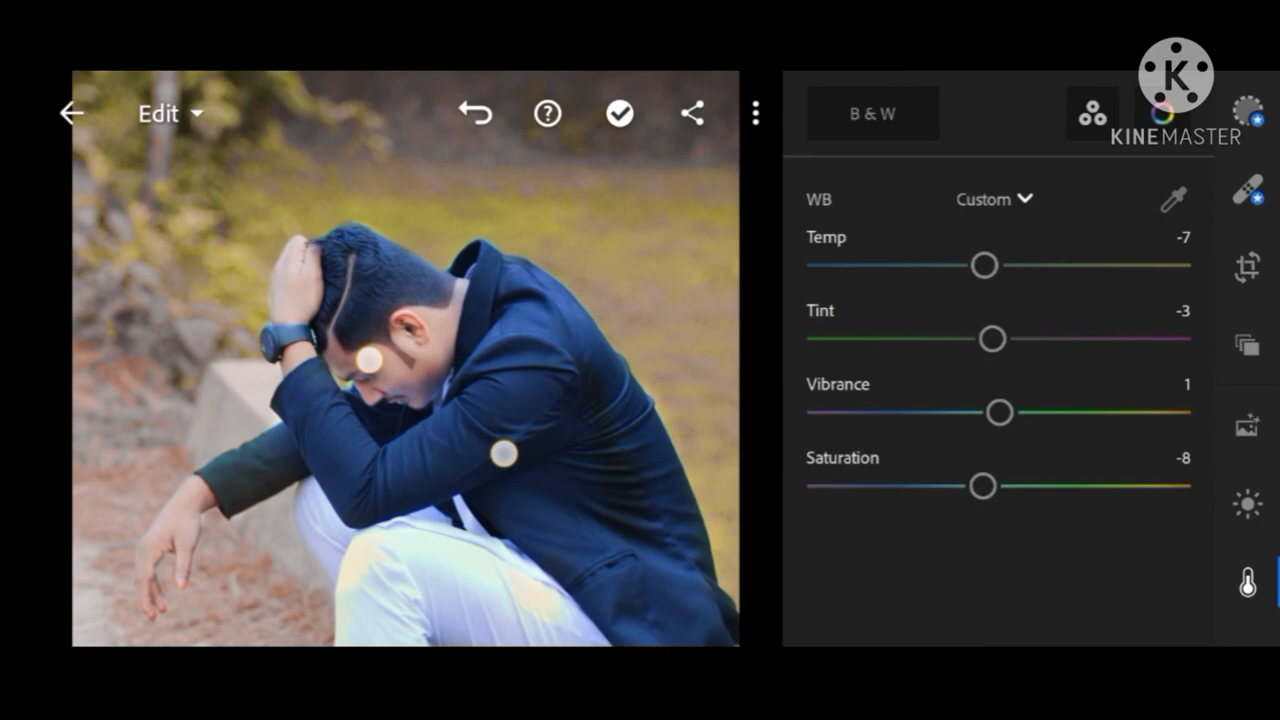 Edit
B & W
KINEMASTER
WB
Custom
Temp
-7
Tint
-3
Vibrance
1
Saturation
-8